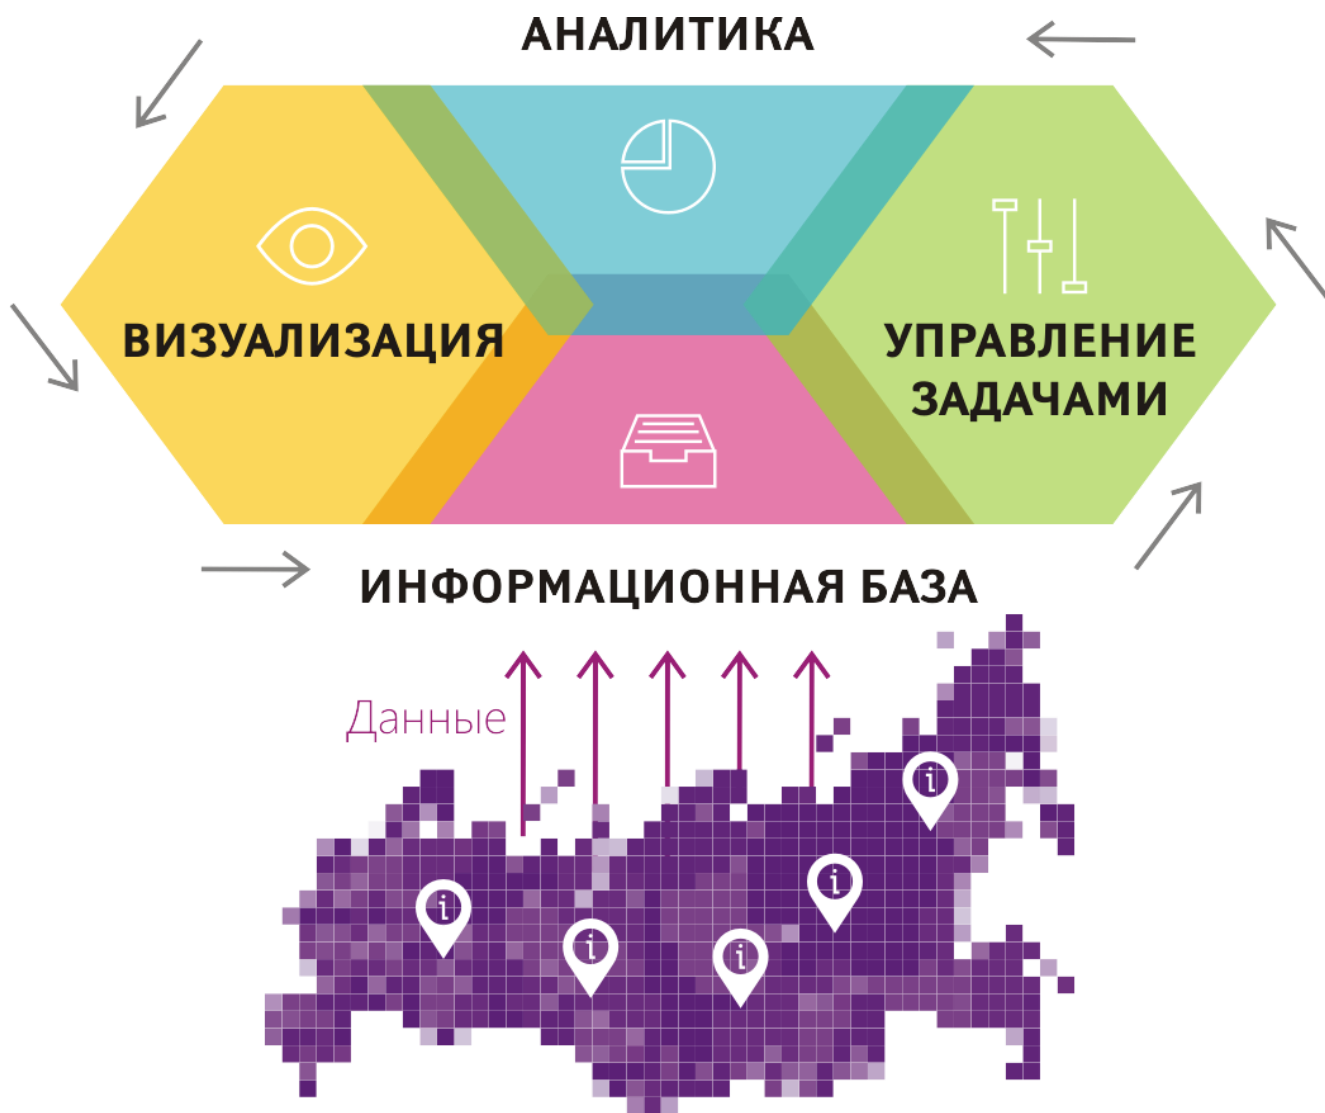 АНАЛИТИКА
ВИЗУАЛИЗАЦИЯ
УПРАВЛЕНИЕ
ЗАДАЧАМИ
ИНФОРМАЦИОННАЯ БАЗА
Данные
i
i
i
i
i